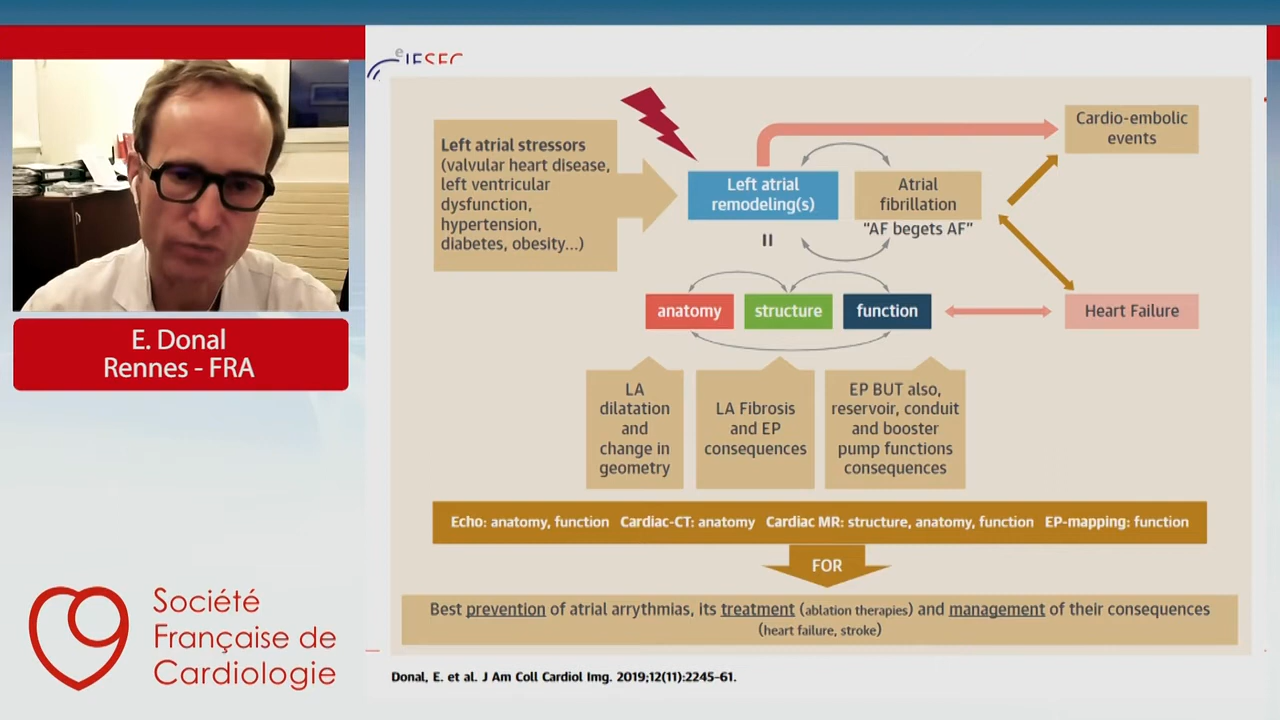 E. Donal
Rennes - FRA
Société
Française de
Cardiologie
Left atrial stressors
(valvular heart disease,
left ventricular
dysfunction,
hypertension,
diabetes, obesity...)
Left atrial
remodeling(s)
Atrial
fibrillation
"AF begets AF"
Cardio-embolic
events
=
anatomy
structure
function
Heart Failure
LA
dilatation
and
change in
geometry
LA Fibrosis
and EP
consequences
EP BUT also,
reservoir, conduit
and booster
pump functions
consequences
Echo: anatomy, function Cardiac-CT: anatomy Cardiac MR: structure, anatomy, function EP-mapping: function
FOR
Best prevention of atrial arrythmias, its treatment (ablation therapies) and management of their consequences
(heart failure, stroke)
Donal, E. et al. J Am Coll Cardiol Img. 2019;12(11):2245-61.